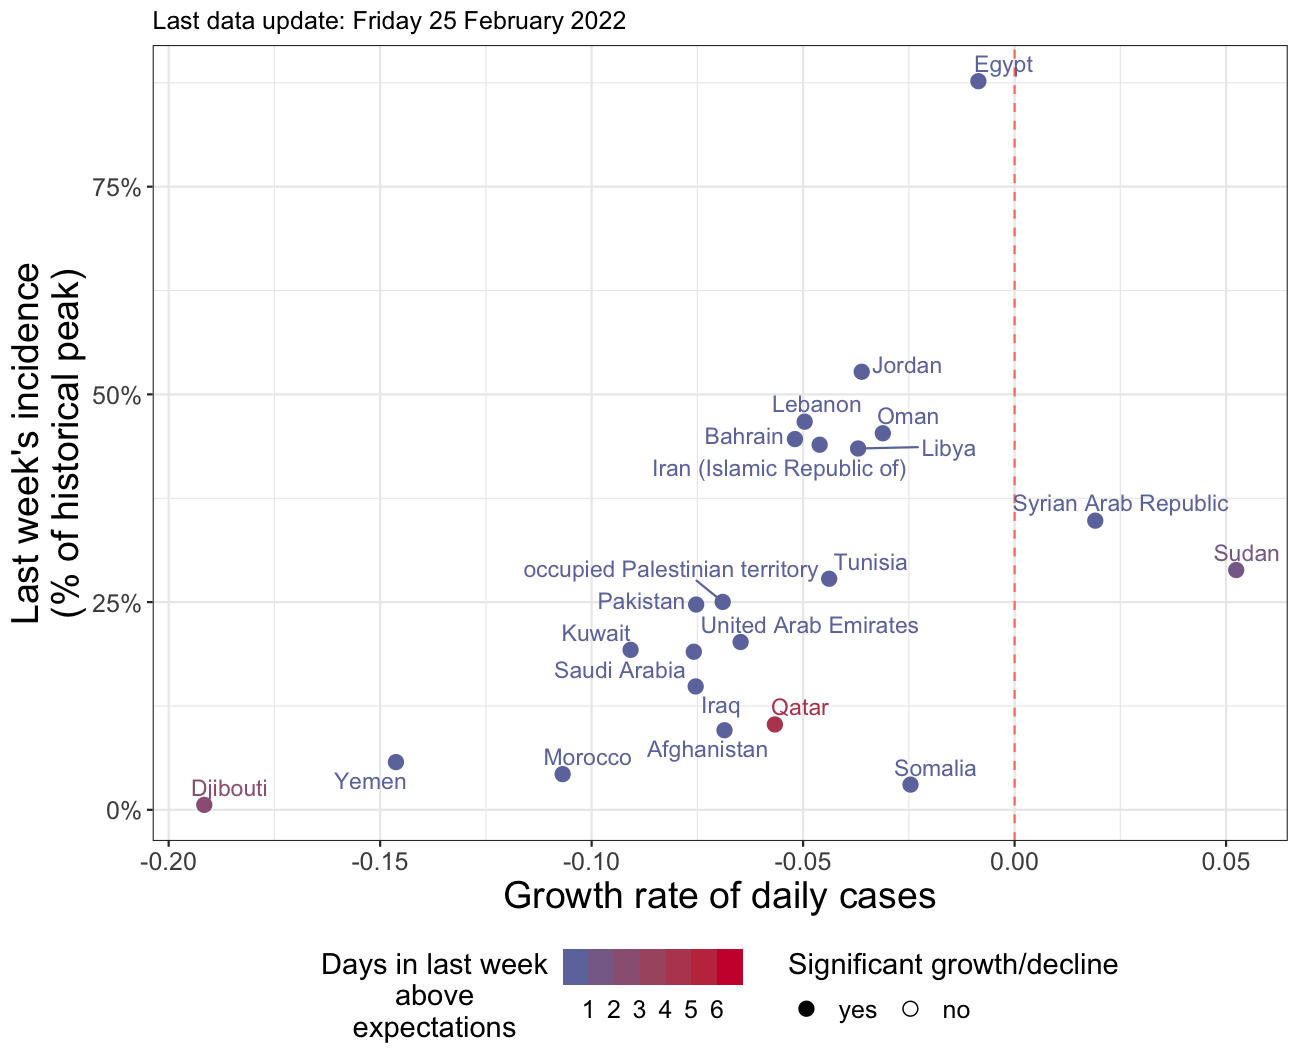 Last data update: Friday 25 February 2022
Egypt
75%
Last week's incidence
(% of historical peak)
Jordan
50%
Lebanon
Oman
Bahrain
Libya
Iran (Islamic Republic of)
Syrian Arab Republic
Sudan
Tunisia
occupied Palestinian territory
25%
Pakistan
United Arab Emirates
Kuwait
Saudi Arabia
Iraq
Qatar
Afghanistan
Morocco
Somalia
Yemen
Djibouti
0%
-0.20 -0.15 -0.10 -0.05 0.00 0.05
Growth rate of daily cases
Days in last week
above
expectations
1 2 3 4 5 6
Significant growth/decline
yes no